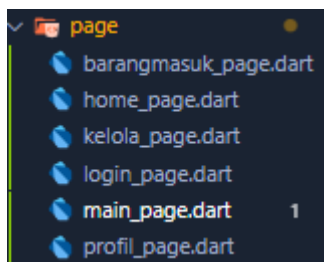 page
barangmasuk_page.dart
home_page.dart
kelola_page.dart
login_page.dart
main_page.dart 1
profil_page.dart